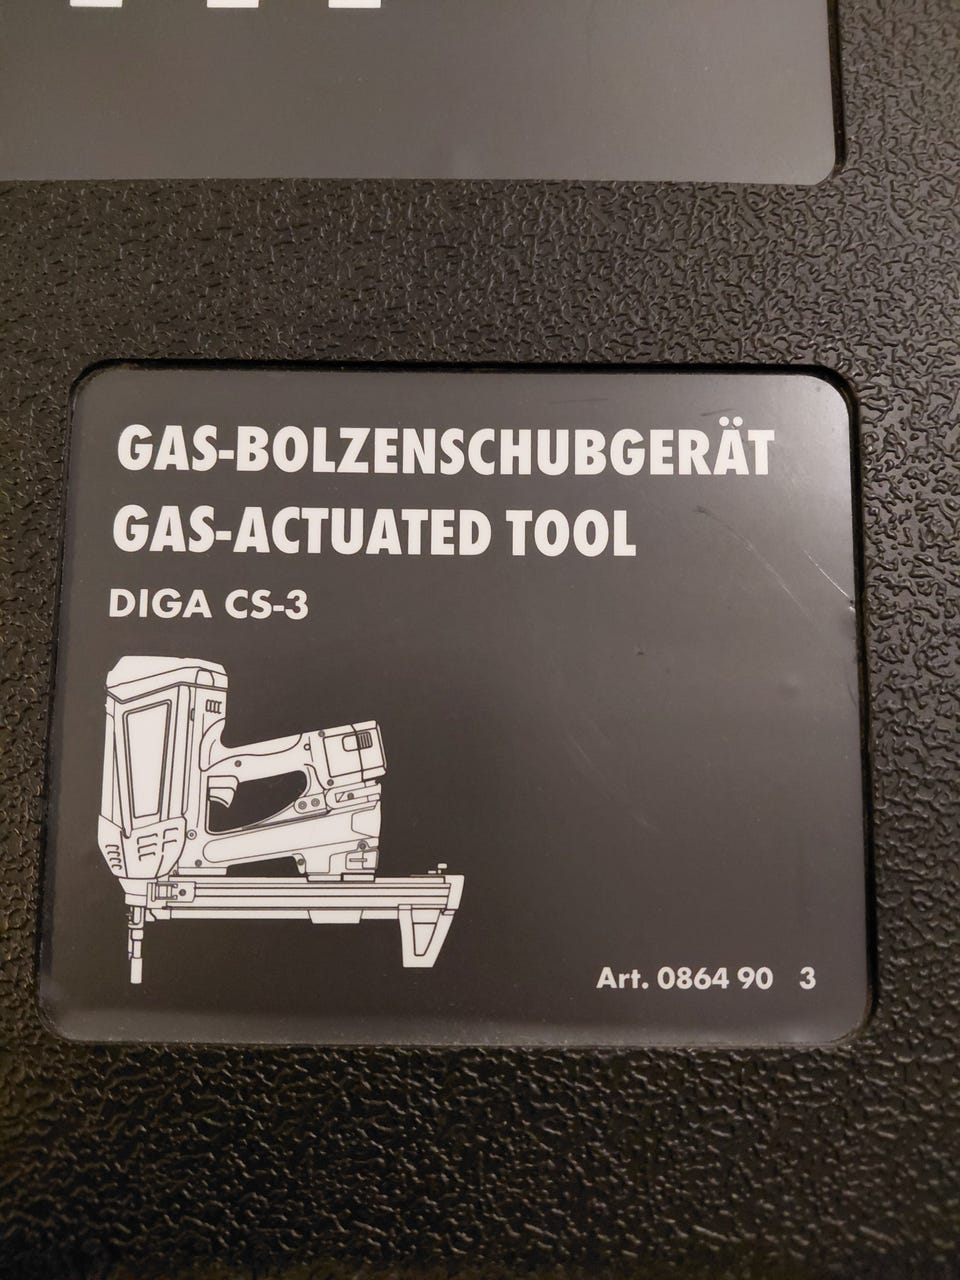 GAS-BOLZENSCHUBGERÄT
GAS-ACTUATED TOOL
DIGA CS-3
Art. 0864 90 3